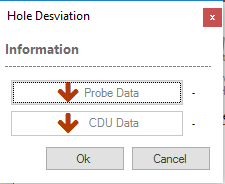 Hole Desviation
x
Information
Probe Data -
CDU Data -
Ok Cancel